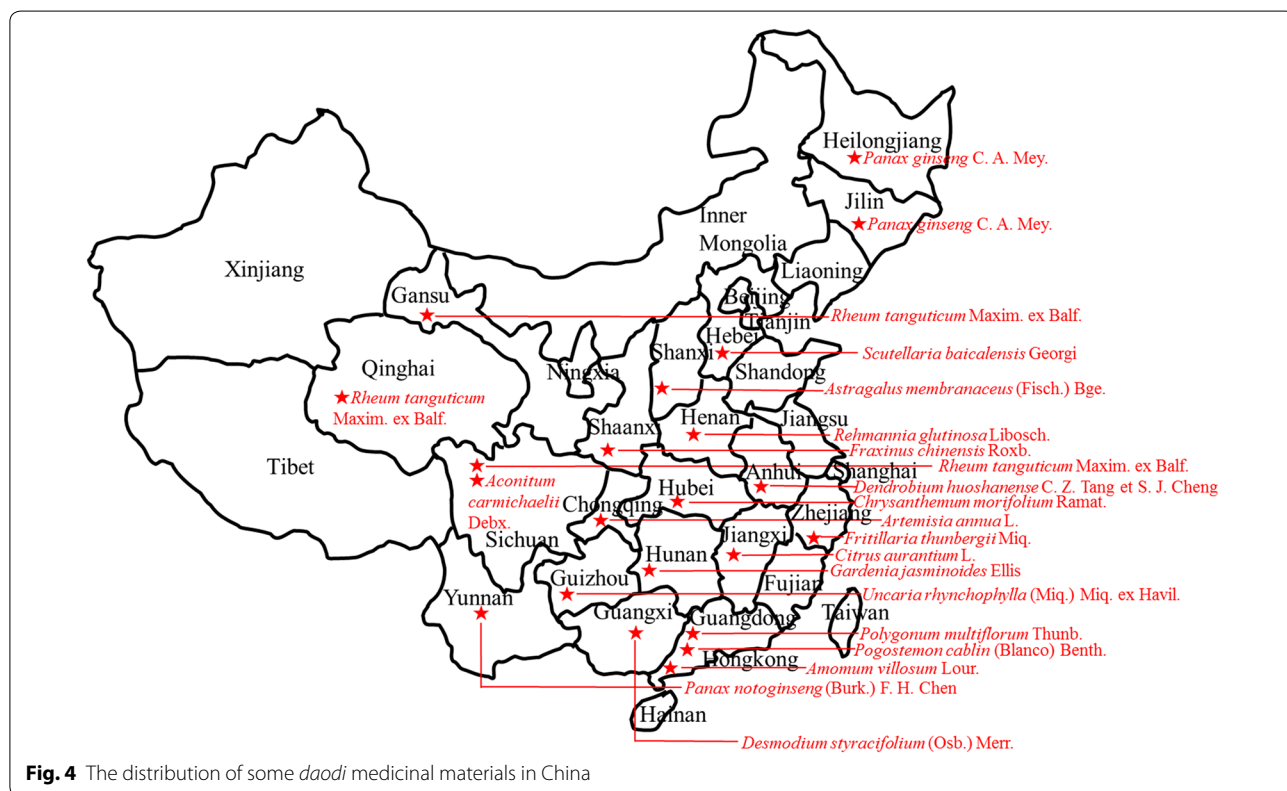 Heilongjiang
Panax ginseng C. A. Mey.
Jilin
Panax ginseng C. A. Mey.
Inner
Mongolia
Liaoning
Xinjiang
Gansu
Beijing
Tianjin
Rheum tanguticum Maxim. ex Balf.
Hebei
Shanxi
Scutellaria baicalensis Georgi
Qinghai
Ningxia
Shandong
Rheum tanguticum
Maxim. ex Balf.
Astragalus membranaceus (Fisch.) Bge.
Henan
Jiangsu
Shaanxi
Rehmannia glutinosa Libosch.
Fraxinus chinensis Roxb.
Tibet
Anhui
Shanghai
Rheum tanguticum Maxim. ex Balf.
Aconitum
carmichaelii
Debx.
Hubei
Dendrobium huoshanense C. Z. Tang et S. J. Cheng
Chrysanthemum morifolium Ramat.
Chongqing
Zhejiang
Artemisia annua L.
Sichuan
Jiangxi
Fritillaria thunbergii Miq.
Hunan
Citrus aurantium L.
Gardenia jasminoides Ellis
Guizhou
Fujian
Uncaria rhynchophylla (Miq.) Miq. ex Havil.
Yunnan
Guangxi
Guangdong
Taiwan
Polygonum multiflorum Thunb.
Pogostemon cablin (Blanco) Benth.
Hongkong
Amomum villosum Lour.
Panax notoginseng (Burk.) F. H. Chen
Hainan
Desmodium styracifolium (Osb.) Merr.
Fig. 4 The distribution of some daodi medicinal materials in China